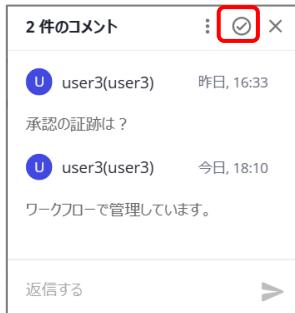 2 件のコメント
U user3(user3) 昨日, 16:33
承認の証跡は？
U user3(user3) 今日, 18:10
ワークフローで管理しています。
返信する